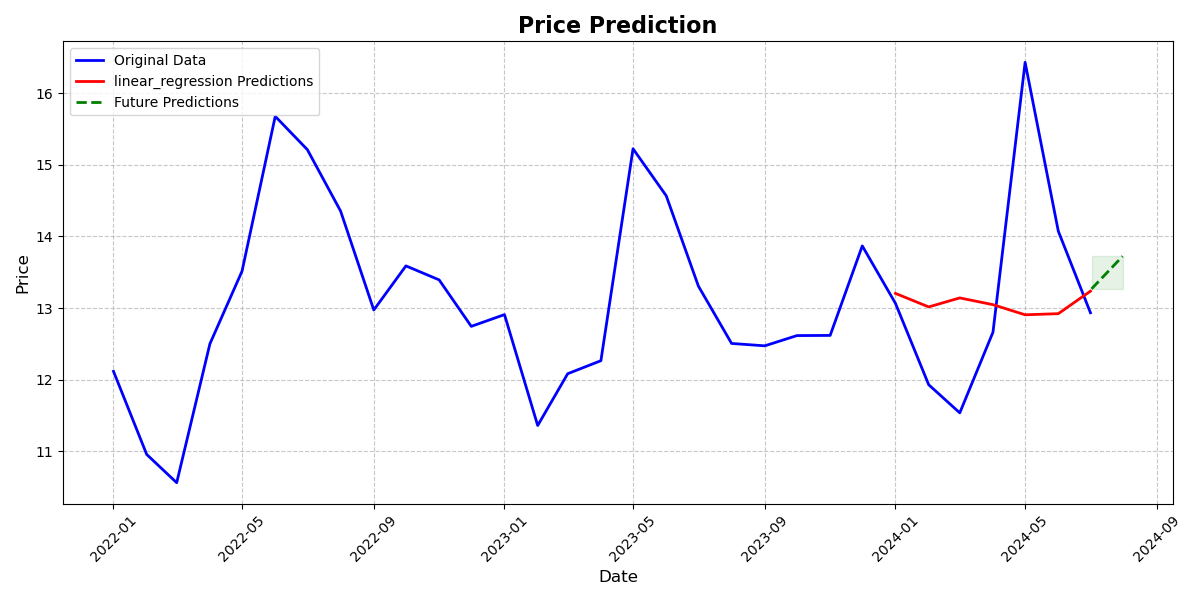 Price Prediction
Original Data
linear_regression Predictions
Future Predictions
Price
16
15
14
13
12
11
2022-01
2022-05
2022-09
2023-01
2023-05
2023-09
2024-01
2024-05
2024-09
Date